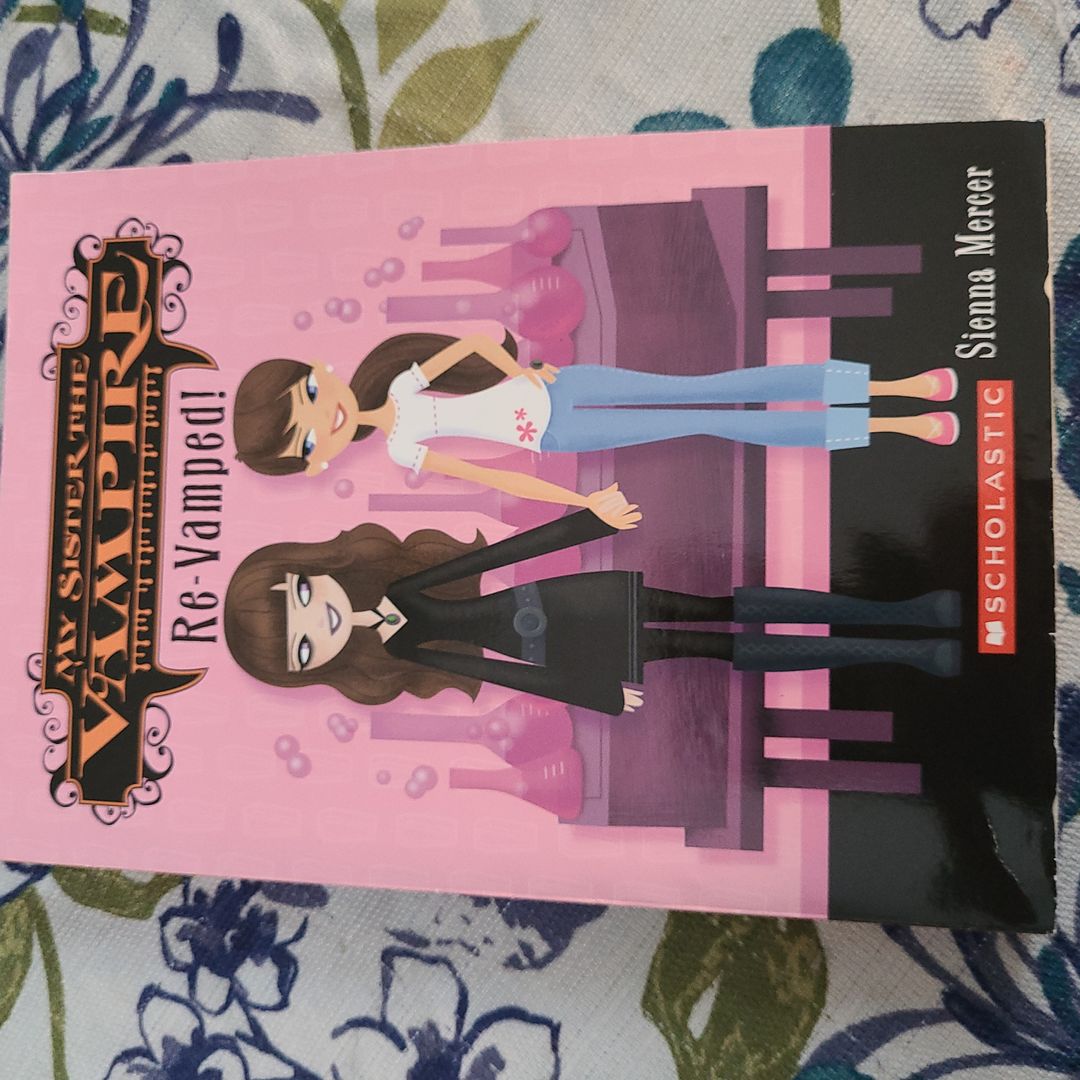 MY SISTER THE
VAMPIRE
Re-Vamped!
SCHOLASTIC
Sienna Mercer